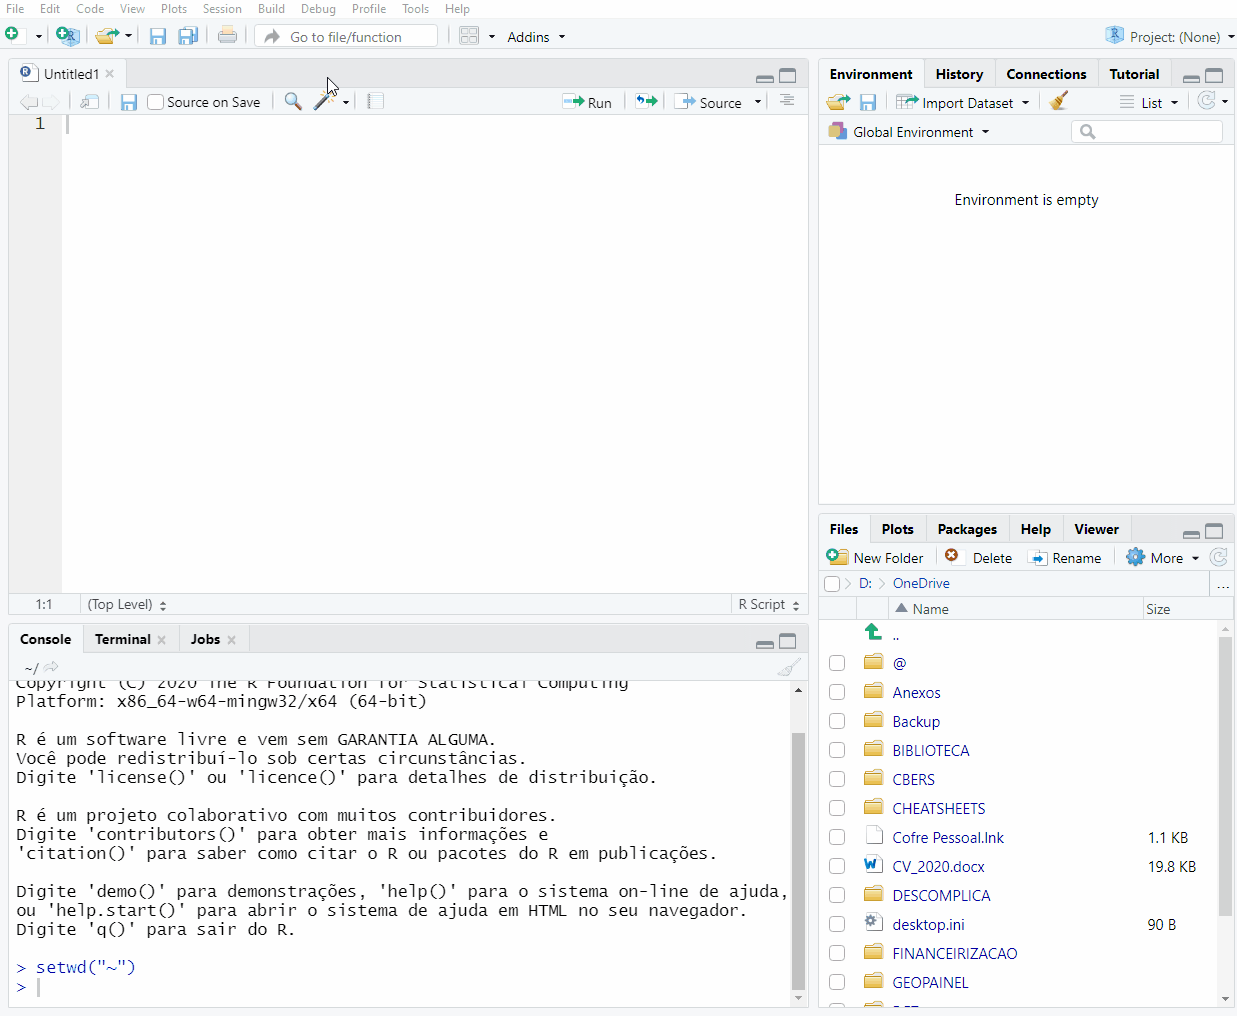 File Edit Code View Plots Session Build Debug Profile Tools Help
Go to file/function
Addins
Project: (None)
Untitled1
Source on Save
Run
Source
1
1:1
(Top Level)
R Script
Console Terminal Jobs
~/
Copyright (C) 2020 The R Foundation for Statistical Computing
Platform: x86_64-w64-mingw32/x64 (64-bit)
R é um software livre e vem sem GARANTIA ALGUMA.
Você pode redistribuí-lo sob certas circunstâncias.
Digite 'license()' ou 'licence()' para detalhes de distribuição.
R é um projeto colaborativo com muitos contribuidores.
Digite 'contributors()' para obter mais informações e
'citation()' para saber como citar o R ou pacotes do R em publicações.
Digite 'demo()' para demonstrações, 'help()' para o sistema on-line de ajuda,
ou 'help.start()' para abrir o sistema de ajuda em HTML no seu navegador.
Digite 'q()' para sair do R.
> setwd("~")
>
Environment History Connections Tutorial
Import Dataset
List
Global Environment
Environment is empty
Files Plots Packages Help Viewer
New Folder Delete Rename More
D: OneDrive
...
Name Size
..
@
Anexos
Backup
BIBLIOTECA
CBERS
CHEATSHEETS
Cofre Pessoal.lnk 1.1 KB
CV_2020.docx 19.8 KB
DESCOMPLICA
desktop.ini 90 B
FINANCEIRIZACAO
GEOPAINEL